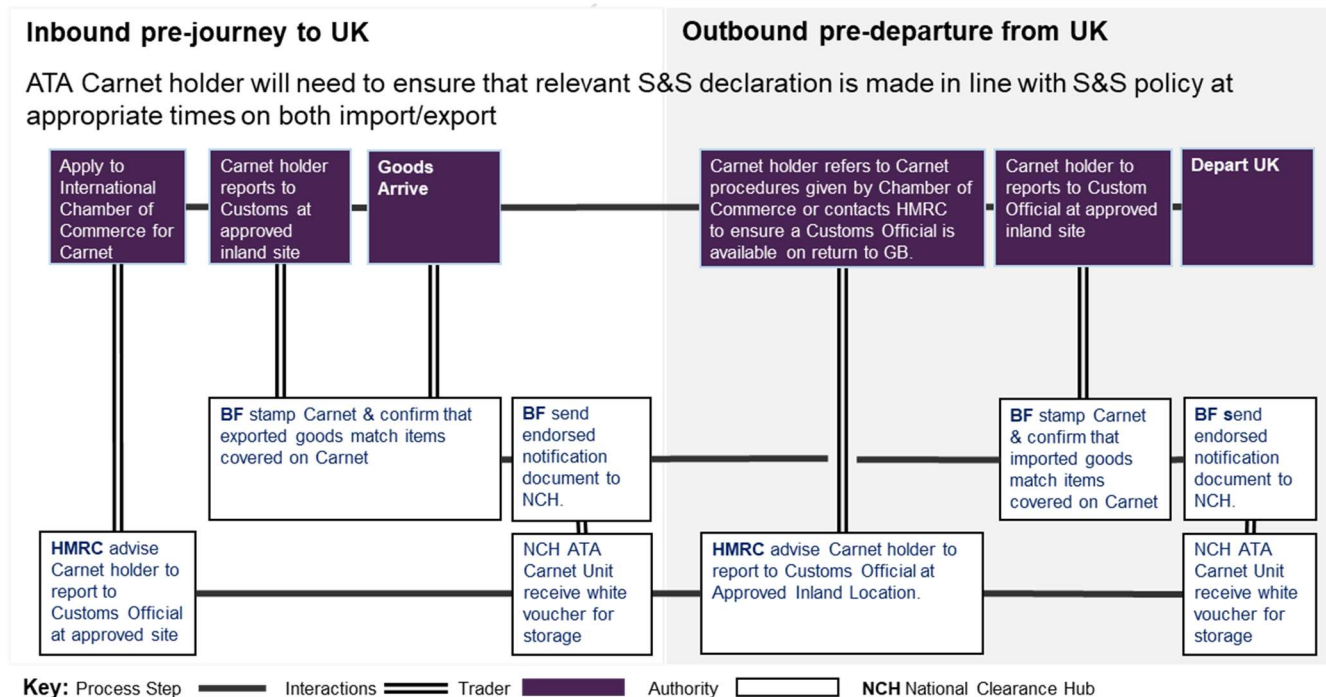 Inbound pre-journey to UK
Outbound pre-departure from UK
ATA Carnet holder will need to ensure that relevant S&S declaration is made in line with S&S policy at
appropriate times on both import/export
Apply to
International
Chamber of
Commerce for
Carnet
Carnet holder
reports to
Customs at
approved
inland site
Goods
Arrive
Carnet holder refers to Carnet
procedures given by Chamber of
Commerce or contacts HMRC
to ensure a Customs Official is
available on return to GB.
Carnet holder to
reports to Custom
Official at approved
inland site
Depart UK
BF stamp Carnet & confirm that
exported goods match items
covered on Carnet
BF send
endorsed
notification
document to
NCH.
BF stamp Carnet
& confirm that
imported goods
match items
covered on Carnet
BF send
endorsed
notification
document to
NCH.
HMRC advise
Carnet holder to
report to
Customs Official
at approved site
NCH ATA
Carnet Unit
receive white
voucher for
storage
HMRC advise Carnet holder to
report to Customs Official at
Approved Inland Location.
NCH ATA
Carnet Unit
receive white
voucher for
storage
Key: Process Step Interactions Trader Authority NCH National Clearance Hub